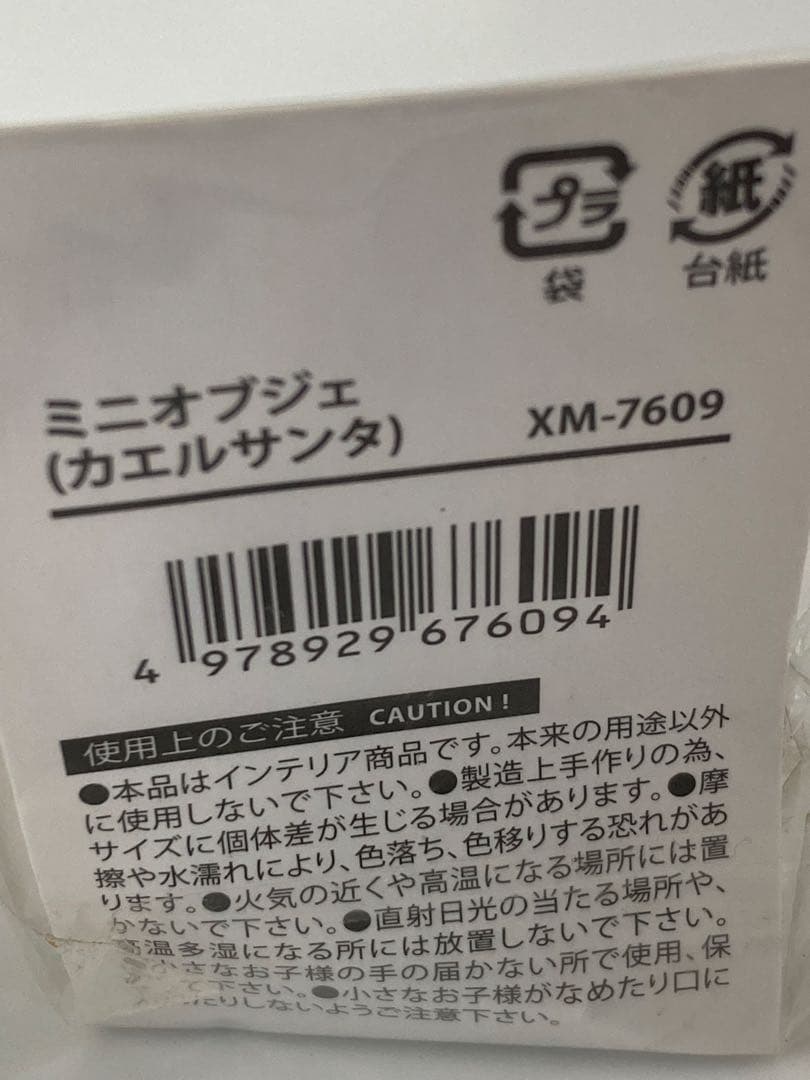 プラ 紙
袋 台紙
ミニオブジェ
(カエルサンタ) XM-7609
4 978929 676094
使用上のご注意 CAUTION!
●本品はインテリア商品です。本来の用途以外
に使用しないで下さい。●製造上手作りの為、
サイズに個体差が生じる場合があります。●摩
擦や水濡れにより、色落ち、色移りする恐れがあ
ります。●火気の近くや高温になる場所には置
かないで下さい。●直射日光の当たる場所や、
高温多湿になる所には放置しないで下さい。
●小さなお子様の手の届かない所で使用、保
て下さい。●小さなお子様がなめたり口に
たりしないようご注意下さい。